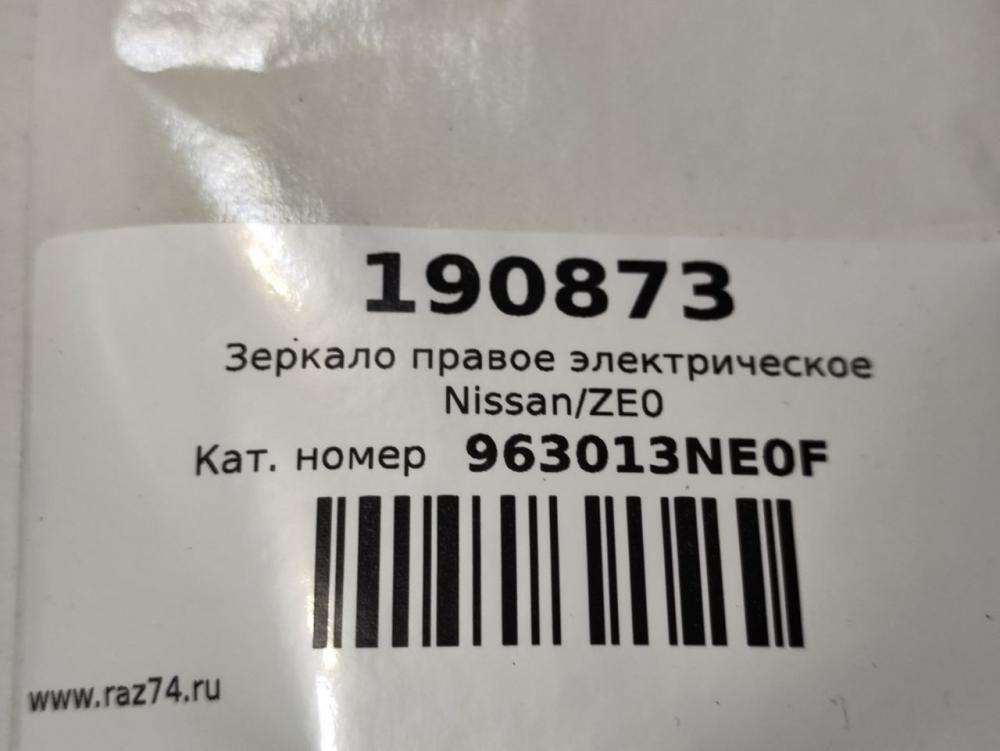 190873
Зеркало правое электрическое
Nissan/ZE0
Кат. номер 963013NE0F
www.raz74.ru